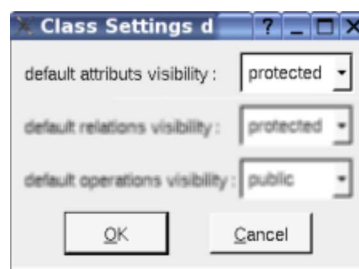 Class Settings d
default attributs visibility : protected
default relations visibility : protected
default operations visibility : public
OK Cancel